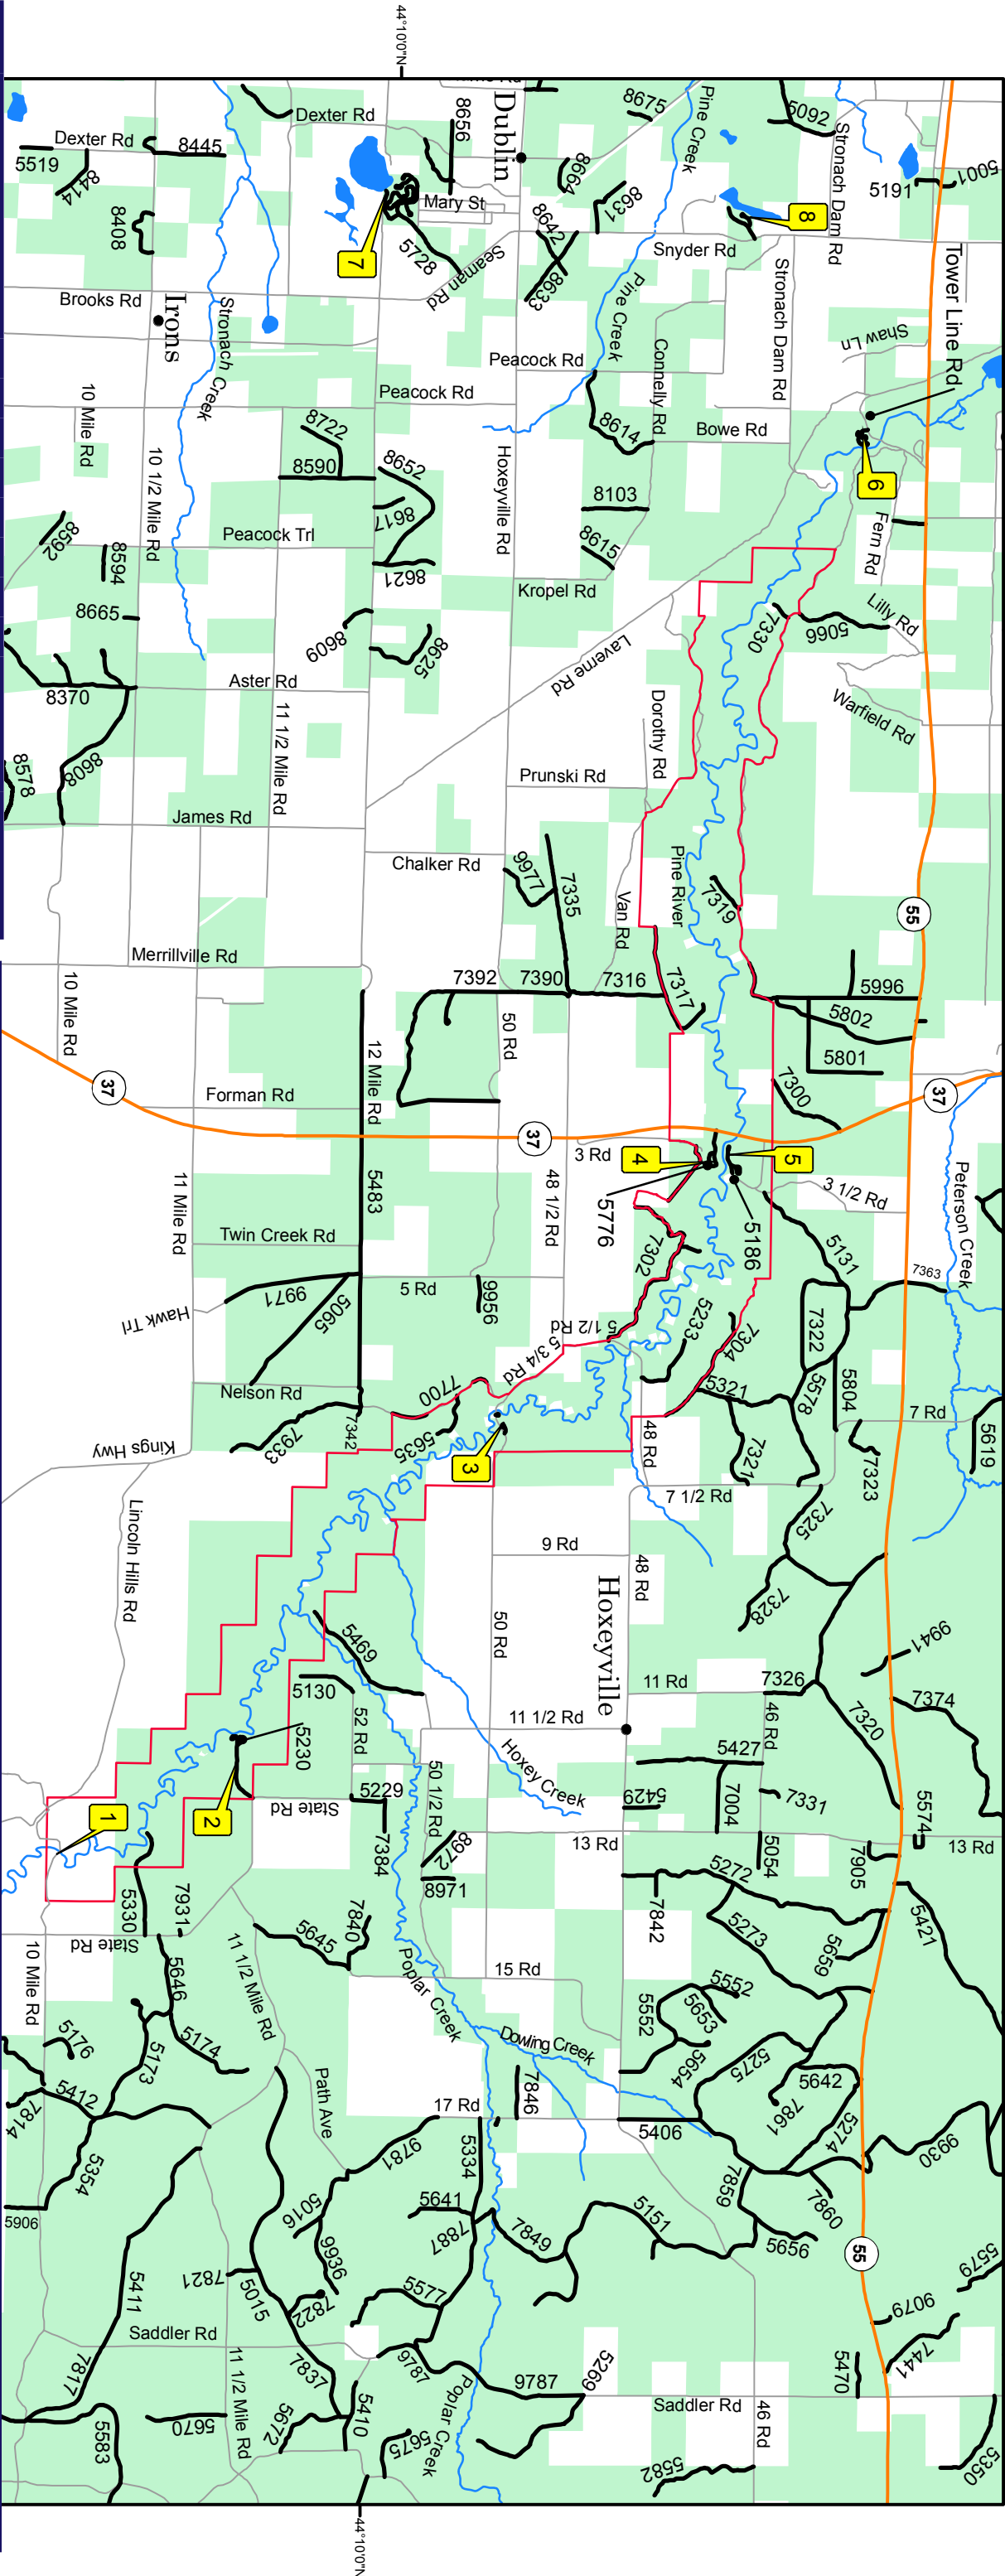 44°10'0"N
Dexter Rd
8656
Dublin
8675
Pine Creek
5092
Stronach Dam Rd
5001
5191
Dexter Rd
8445
5519
8414
8408
8664
8631
Mary St
8642
8633
5728
Seaman Rd
7
8
Snyder Rd
Stronach Dam Rd
Tower Line Rd
Brooks Rd
Irons
Stronach Creek
Pine Creek
Peacock Rd
Connelly Rd
Shaw Ln
Peacock Rd
10 Mile Rd
8722
8590
8652
8617
8614
Bowe Rd
6
10 1/2 Mile Rd
Hoxeyville Rd
8103
8615
Fern Rd
8592
8594
Peacock Trl
8621
Kropel Rd
8665
8609
8625
Laverne Rd
7330
5066
Lilly Rd
Aster Rd
8370
8608
11 1/2 Mile Rd
Dorothy Rd
Warfield Rd
8578
James Rd
Prunski Rd
Chalker Rd
9977
7335
Van Rd
Pine River
7319
55
Merrillville Rd
10 Mile Rd
7392
7390
7316
7317
5996
5802
5801
50 Rd
7300
37
12 Mile Rd
Forman Rd
37
37
3 Rd
4
5
3 1/2 Rd
Peterson Creek
11 Mile Rd
5483
48 1/2 Rd
5776
5186
Twin Creek Rd
7302
5131
7363
9971
5065
Hawk Trl
5 Rd
9956
5 1/2 Rd
5 3/4 Rd
5233
7304
7322
Nelson Rd
7700
5321
5578
5804
7342
7933
Kings Hwy
5635
3
48 Rd
7321
7323
7 Rd
5619
7 1/2 Rd
7325
Lincoln Hills Rd
9 Rd
48 Rd
Hoxeyville
50 Rd
7328
9941
5469
5130
11 Rd
7326
7374
5230
52 Rd
11 1/2 Rd
46 Rd
7320
Hoxey Creek
5427
1
2
State Rd
5229
7384
50 1/2 Rd
8972
5429
7004
7331
5574
13 Rd
5054
7905
13 Rd
5330
7931
8971
5272
7842
5421
State Rd
5645
7840
5273
5659
10 Mile Rd
5646
11 1/2 Mile Rd
Poplar Creek
15 Rd
5552
5552
5653
5176
5173
5174
Dowling Creek
5654
5275
5642
5412
7814
Path Ave
7846
17 Rd
5406
7861
5274
9930
5354
9781
5334
5906
5016
5641
7887
7849
5151
7859
7860
5656
55
5579
7821
9936
5411
5015
7822
5577
9079
Saddler Rd
7441
7817
7837
9787
9787
5269
5470
11 1/2 Mile Rd
Poplar Creek
Saddler Rd
46 Rd
5583
5670
5672
5410
5675
5582
5350
44°10'0"N